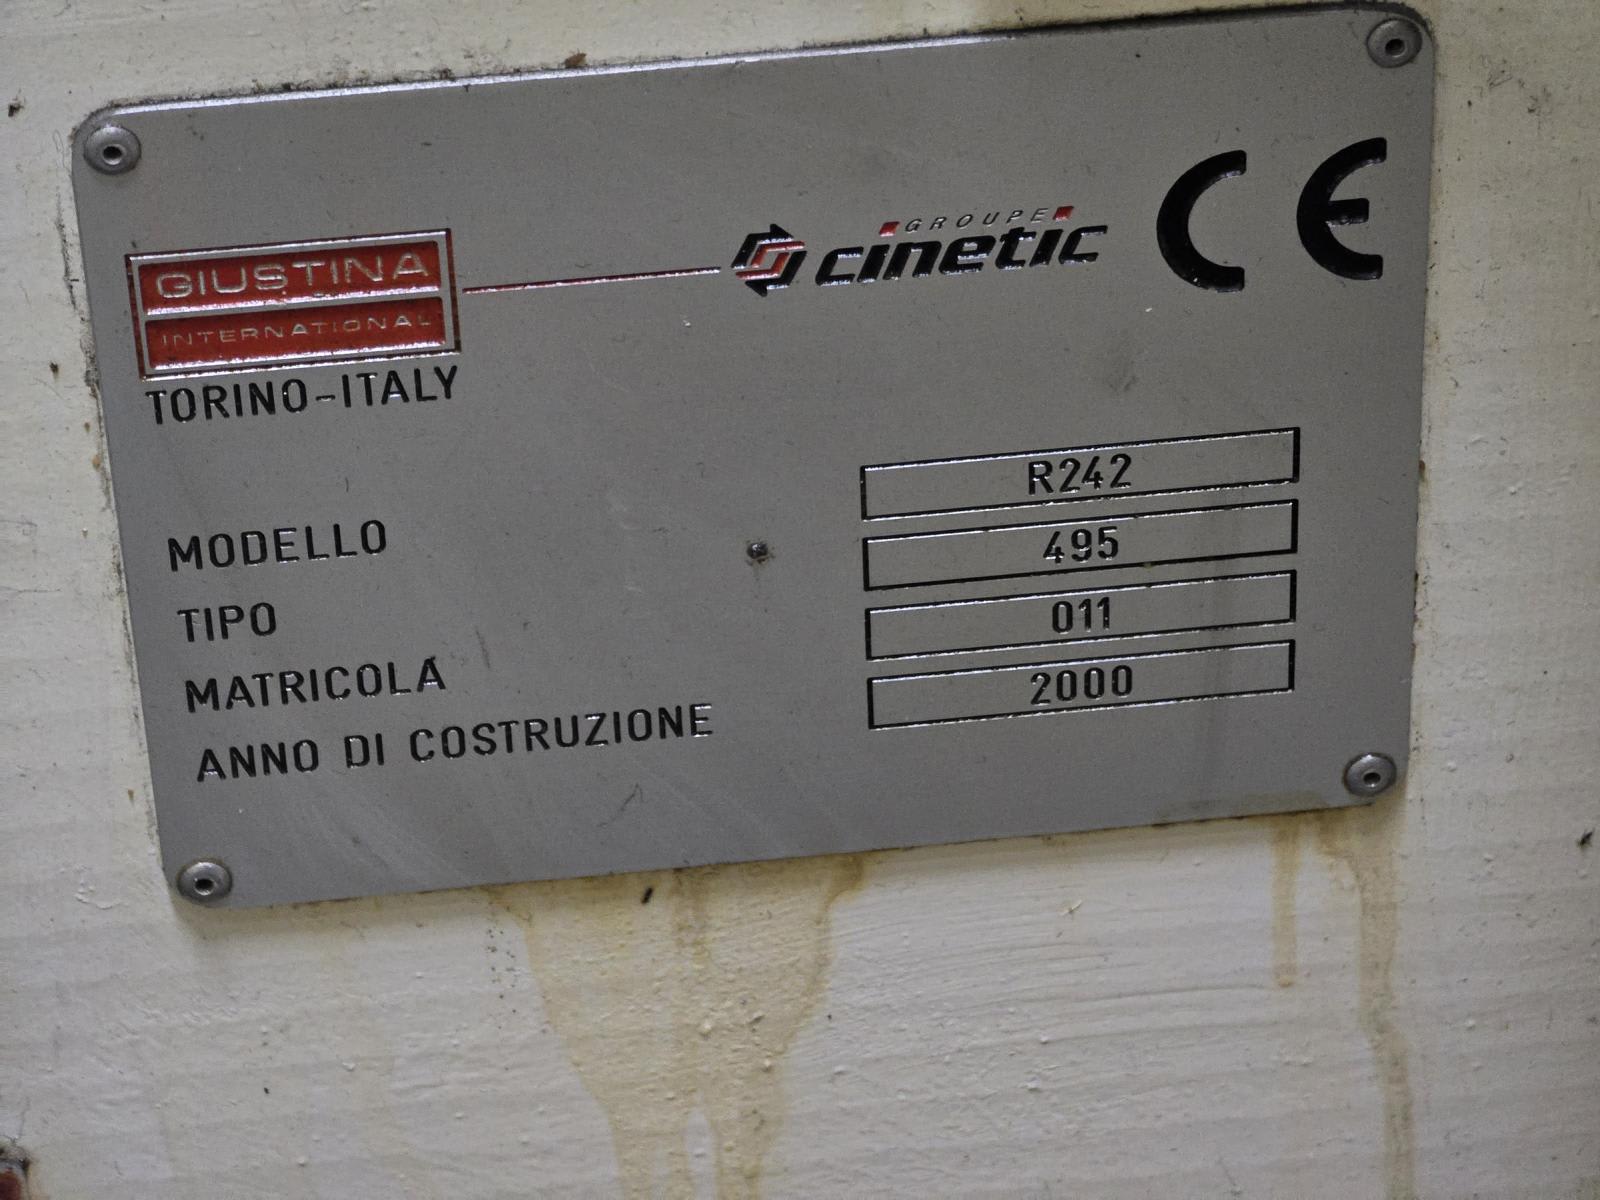 GIUSTINA
INTERNATIONAL
TORINO-ITALY
GROUPE
cinetic
CE
MODELLO R242
TIPO 495
MATRICOLA 011
ANNO DI COSTRUZIONE 2000